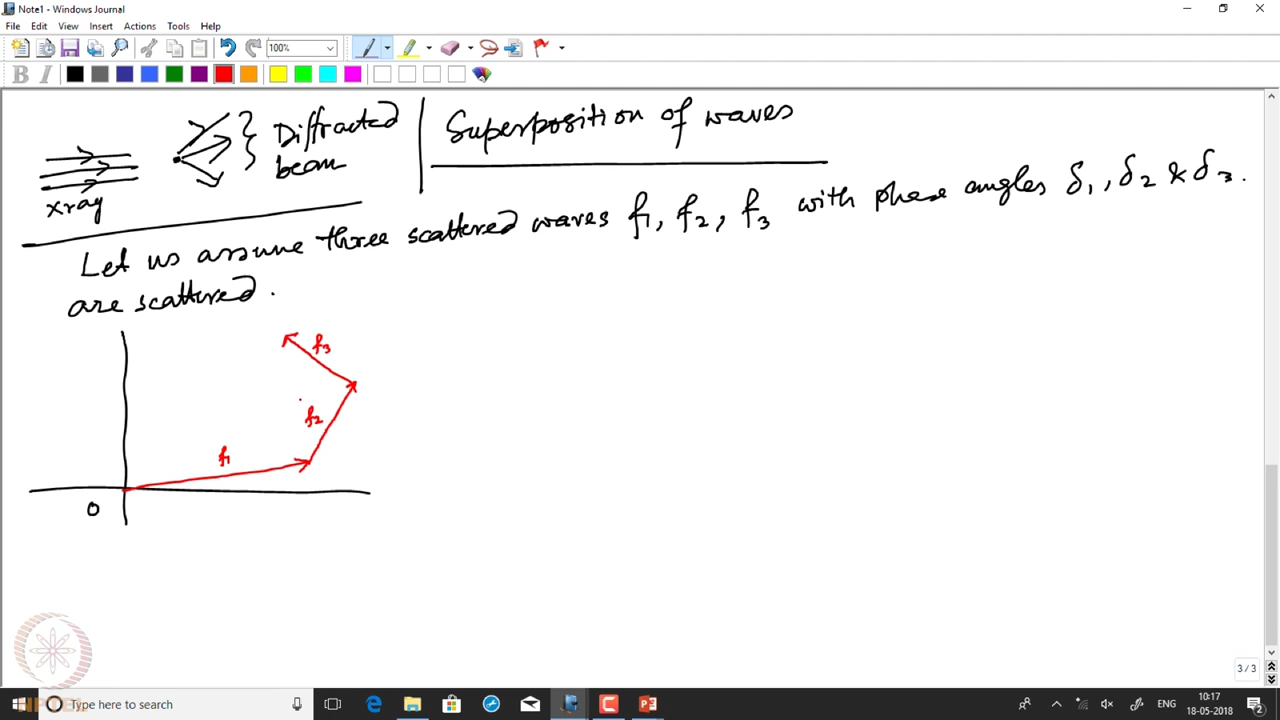 Note1 - Windows Journal
File Edit View Insert Actions Tools Help
100%
B I
Diffracted
beam
xray
Superposition of waves
Let us assume three scattered waves f1, f2, f3 with phase angles δ1, δ2 & δ3.
are scattered.
f3
f2
f1
0
3 / 3
Type here to search
ENG
10:17
18-05-2018
2